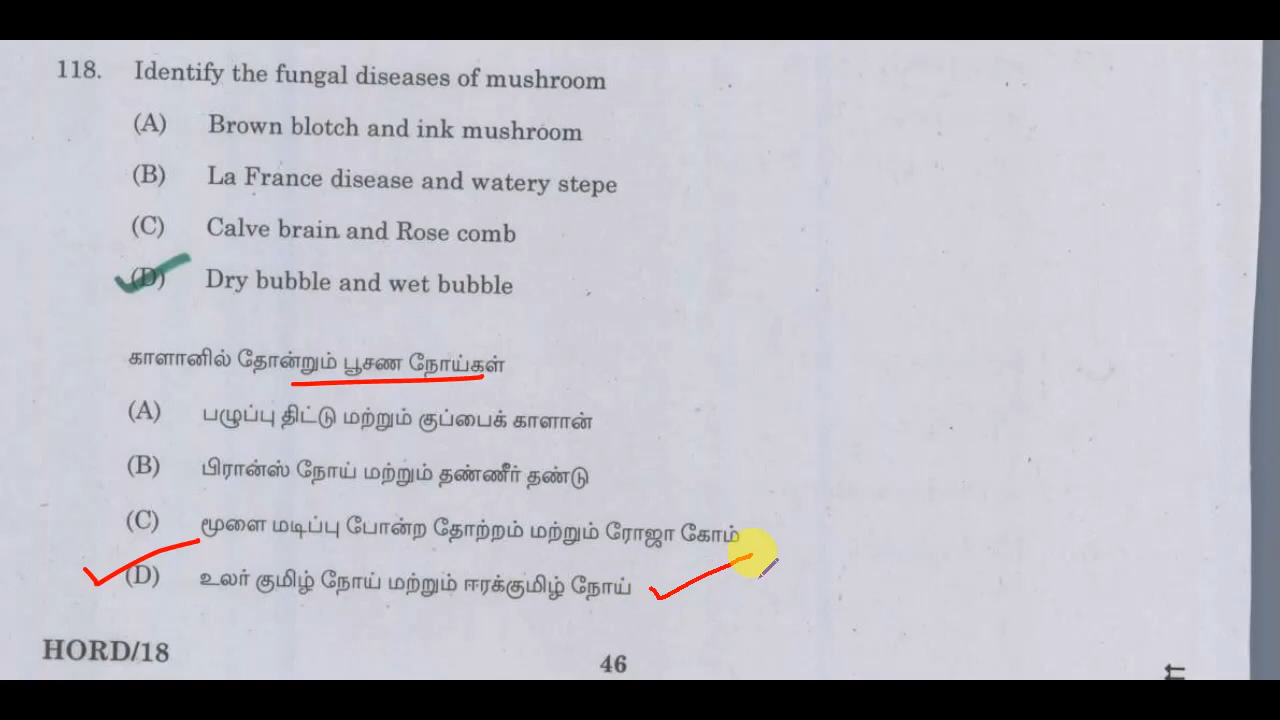 118. Identify the fungal diseases of mushroom
(A) Brown blotch and ink mushroom
(B) La France disease and watery stepe
(C) Calve brain and Rose comb
(D) Dry bubble and wet bubble
காளானில் தோன்றும் பூசண நோய்கள்
(A) பழுப்பு திட்டு மற்றும் குப்பைக் காளான்
(B) பிரான்ஸ் நோய் மற்றும் தண்ணீர் தண்டு
(C) மூளை மடிப்பு போன்ற தோற்றம் மற்றும் ரோஜா கோம்
(D) உலர் குமிழ் நோய் மற்றும் ஈரக்குமிழ் நோய்
HORD/18
46